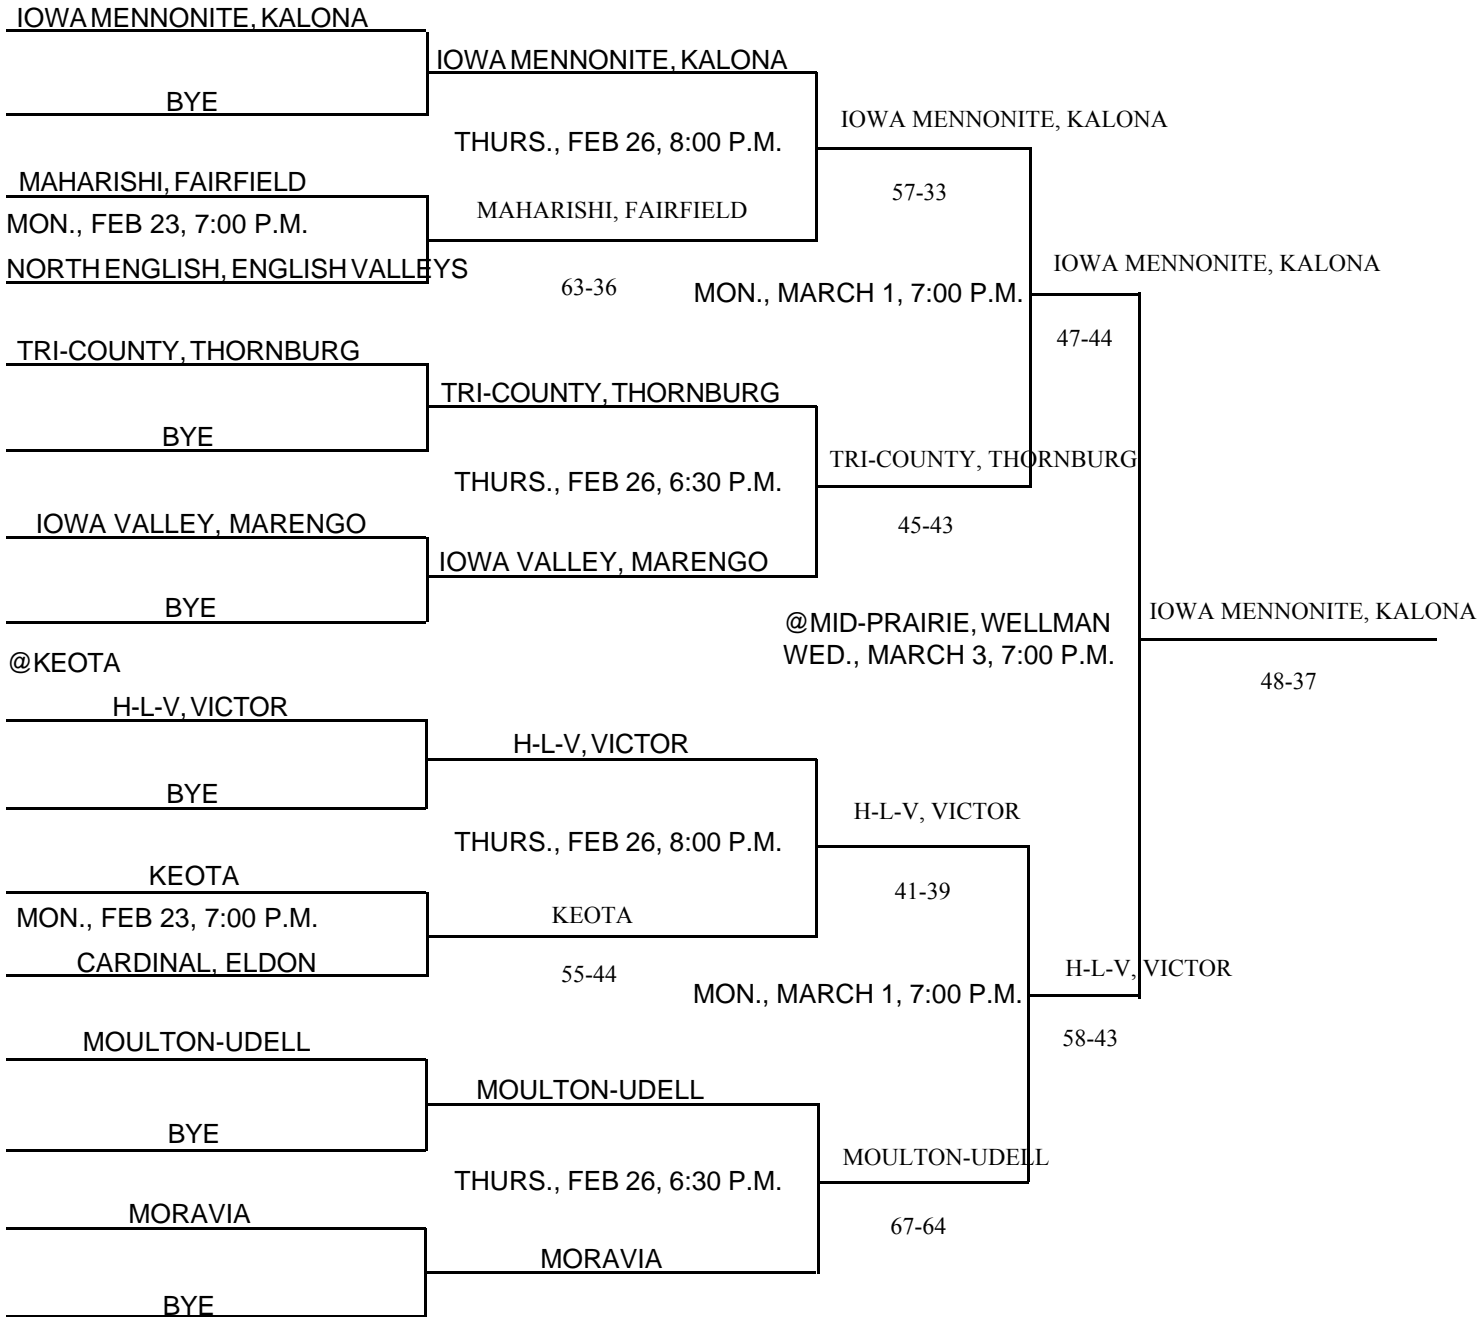 IOWA MENNONITE, KALONA
IOWA MENNONITE, KALONA
BYE
IOWA MENNONITE, KALONA
THURS., FEB 26, 8:00 P.M.
MAHARISHI, FAIRFIELD
57-33
MAHARISHI, FAIRFIELD
MON., FEB 23, 7:00 P.M.
NORTH ENGLISH, ENGLISH VALLEYS
IOWA MENNONITE, KALONA
63-36
MON., MARCH 1, 7:00 P.M.
47-44
TRI-COUNTY, THORNBURG
TRI-COUNTY, THORNBURG
BYE
TRI-COUNTY, THORNBURG
THURS., FEB 26, 6:30 P.M.
IOWA VALLEY, MARENGO
45-43
IOWA VALLEY, MARENGO
BYE
IOWA MENNONITE, KALONA
@MID-PRAIRIE, WELLMAN
WED., MARCH 3, 7:00 P.M.
@KEOTA
48-37
H-L-V, VICTOR
H-L-V, VICTOR
BYE
H-L-V, VICTOR
THURS., FEB 26, 8:00 P.M.
KEOTA
41-39
MON., FEB 23, 7:00 P.M.
KEOTA
CARDINAL, ELDON
H-L-V, VICTOR
55-44
MON., MARCH 1, 7:00 P.M.
58-43
MOULTON-UDELL
MOULTON-UDELL
BYE
MOULTON-UDELL
THURS., FEB 26, 6:30 P.M.
MORAVIA
67-64
MORAVIA
BYE